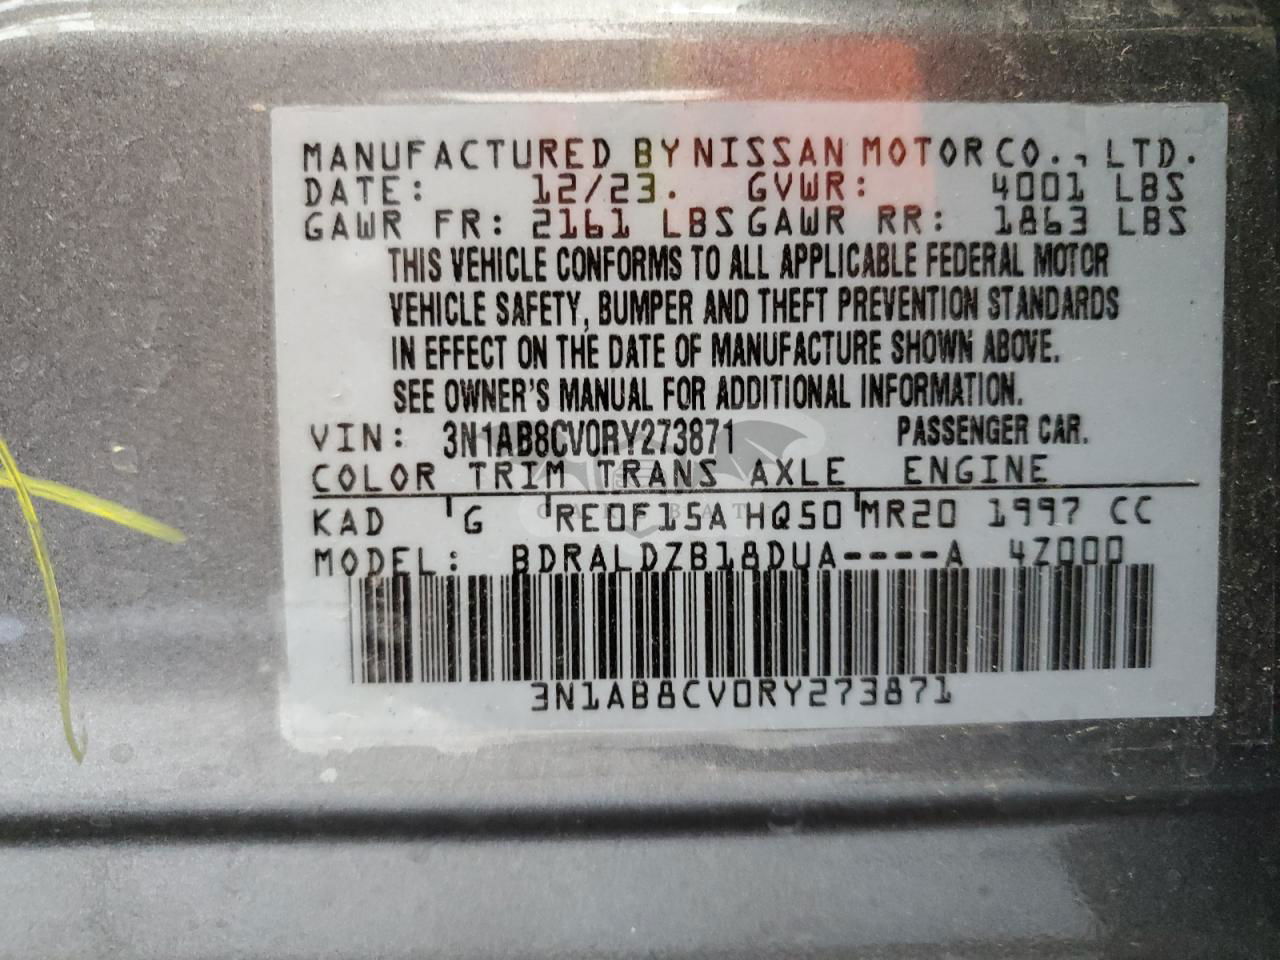 MANUFACTURED BY NISSAN MOTOR CO., LTD.
DATE: 12/23. GVWR: 4001 LBS
GAWR FR: 2161 LBS GAWR RR: 1863 LBS
THIS VEHICLE CONFORMS TO ALL APPLICABLE FEDERAL MOTOR
VEHICLE SAFETY, BUMPER AND THEFT PREVENTION STANDARDS
IN EFFECT ON THE DATE OF MANUFACTURE SHOWN ABOVE.
SEE OWNER'S MANUAL FOR ADDITIONAL INFORMATION.
VIN: 3N1AB8CV0RY273871 PASSENGER CAR.
COLOR TRIM TRANS AXLE ENGINE
KAD G RE0F15A HQ50 MR20 1997 CC
MODEL: BDRALDZB18DUA----A 4Z000
3N1AB8CV0RY273871